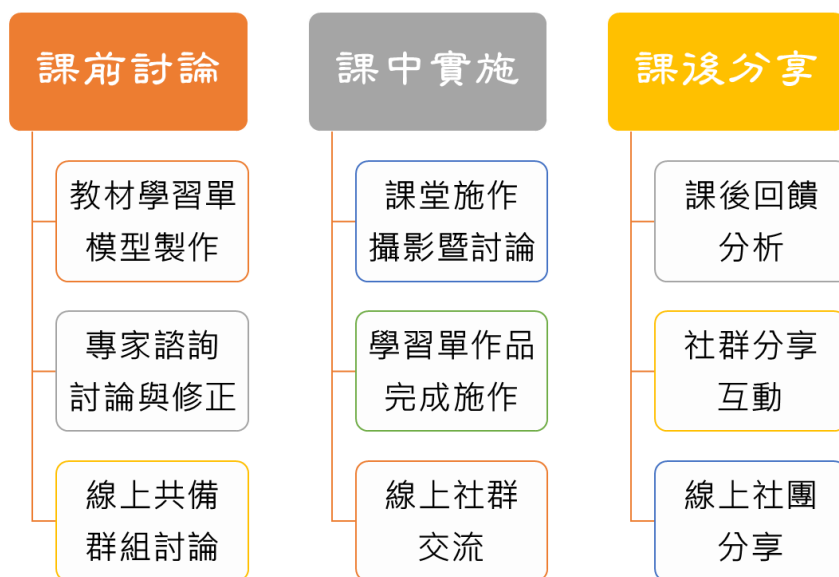 課前討論
教材學習單
模型製作
專家諮詢
討論與修正
線上共備
群組討論
課中實施
課堂施作
攝影暨討論
學習單作品
完成施作
線上社群
交流
課後分享
課後回饋
分析
社群分享
互動
線上社團
分享